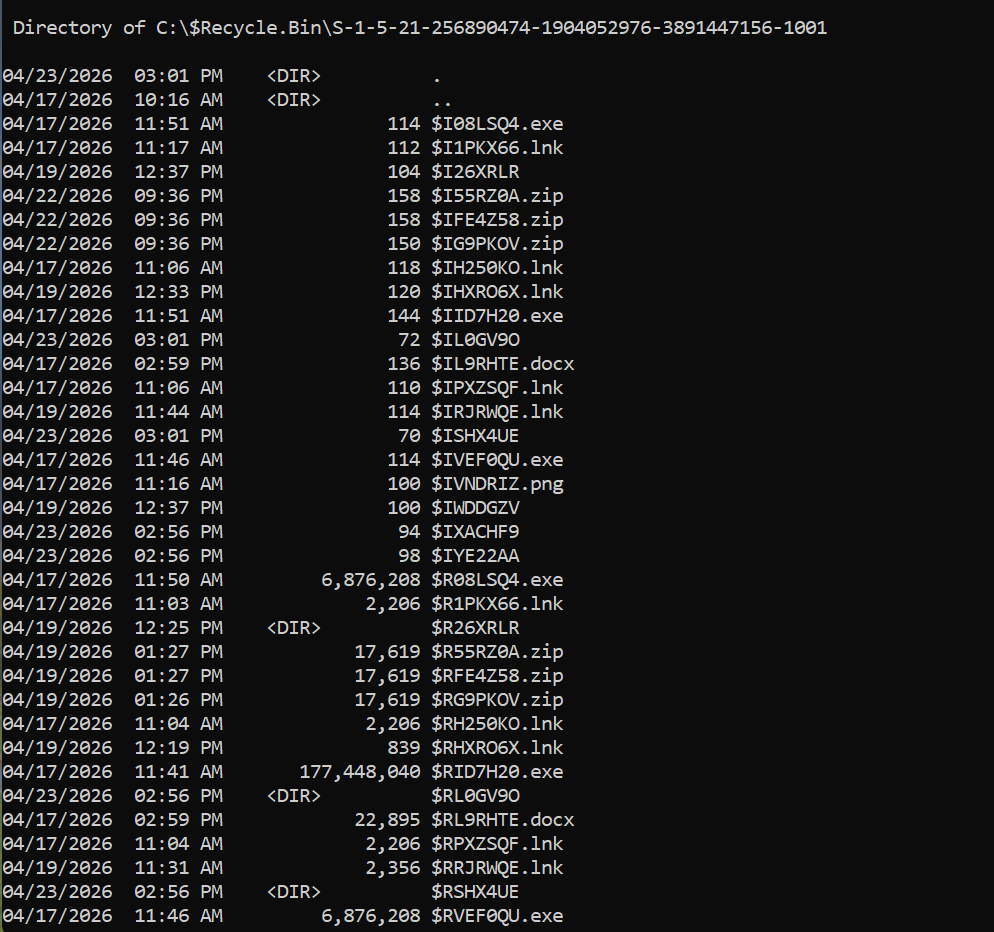 Directory of C:\$Recycle.Bin\S-1-5-21-256890474-1904052976-3891447156-1001
04/23/2026  03:01 PM    <DIR>          .
04/17/2026  10:16 AM    <DIR>          ..
04/17/2026  11:51 AM               114 $I08LSQ4.exe
04/17/2026  11:17 AM               112 $I1PKX66.lnk
04/19/2026  12:37 PM               104 $I26XRLR
04/22/2026  09:36 PM               158 $I55RZ0A.zip
04/22/2026  09:36 PM               158 $IFE4Z58.zip
04/22/2026  09:36 PM               150 $IG9PKOV.zip
04/17/2026  11:06 AM               118 $IH250KO.lnk
04/19/2026  12:33 PM               120 $IHXRO6X.lnk
04/17/2026  11:51 AM               144 $IID7H20.exe
04/23/2026  03:01 PM                72 $IL0GV9O
04/17/2026  02:59 PM               136 $IL9RHTE.docx
04/17/2026  11:06 AM               110 $IPXZSQF.lnk
04/19/2026  11:44 AM               114 $IRJRWQE.lnk
04/23/2026  03:01 PM                70 $ISHX4UE
04/17/2026  11:46 AM               114 $IVEF0QU.exe
04/17/2026  11:16 AM               100 $IVNDRIZ.png
04/19/2026  12:37 PM               100 $IWDDGZV
04/23/2026  02:56 PM                94 $IXACHF9
04/23/2026  02:56 PM                98 $IYE22AA
04/17/2026  11:50 AM         6,876,208 $R08LSQ4.exe
04/17/2026  11:03 AM             2,206 $R1PKX66.lnk
04/19/2026  12:25 PM    <DIR>          $R26XRLR
04/19/2026  01:27 PM            17,619 $R55RZ0A.zip
04/19/2026  01:27 PM            17,619 $RFE4Z58.zip
04/19/2026  01:26 PM            17,619 $RG9PKOV.zip
04/17/2026  11:04 AM             2,206 $RH250KO.lnk
04/19/2026  12:19 PM               839 $RHXRO6X.lnk
04/17/2026  11:41 AM       177,448,040 $RID7H20.exe
04/23/2026  02:56 PM    <DIR>          $RL0GV9O
04/17/2026  02:59 PM            22,895 $RL9RHTE.docx
04/17/2026  11:04 AM             2,206 $RPXZSQF.lnk
04/19/2026  11:31 AM             2,356 $RRJRWQE.lnk
04/23/2026  02:56 PM    <DIR>          $RSHX4UE
04/17/2026  11:46 AM         6,876,208 $RVEF0QU.exe